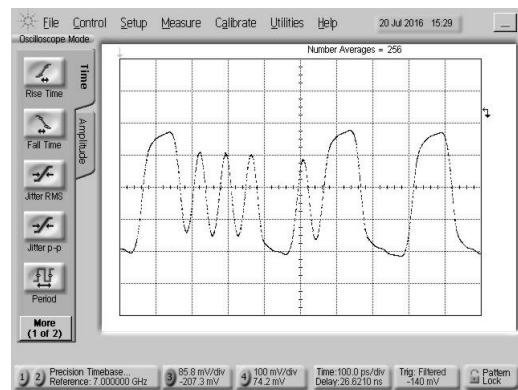 File Control Setup Measure Calibrate Utilities Help 20 Jul 2016 15:29
Oscilloscope Mode
Number Averages = 256
Time
Amplitude
Rise Time
Fall Time
Jitter RMS
Jitter p-p
Period
More
(1 of 2)
1 2 Precision Timebase...
Reference: 7.000000 GHz
3 85.8 mV/div
-207.3 mV
4 100 mV/div
74.2 mV
Time:100.0 ps/div
Delay:26.6210 ns
Trig: Filtered
-140 mV
Pattern
Lock